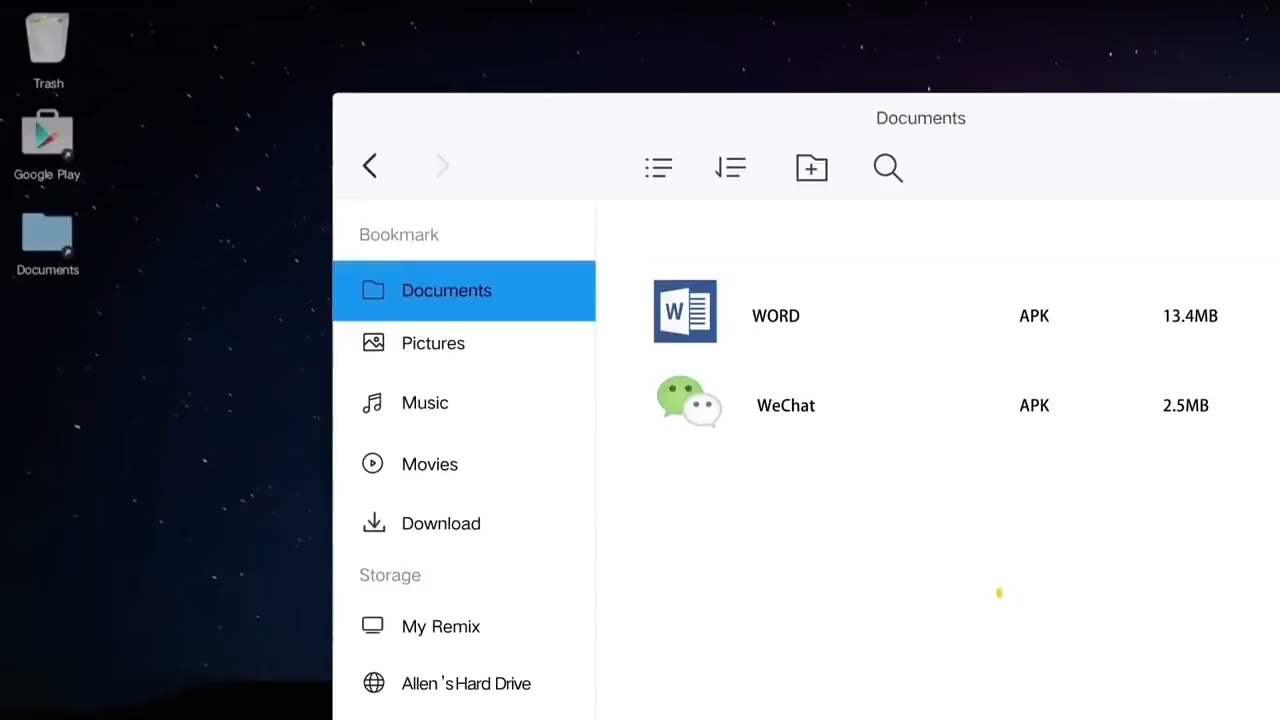 Trash
Google Play
Documents
Documents
Bookmark
Documents
Pictures
Music
Movies
Download
Storage
My Remix
Allen 's Hard Drive
W
WORD APK 13.4MB
WeChat APK 2.5MB